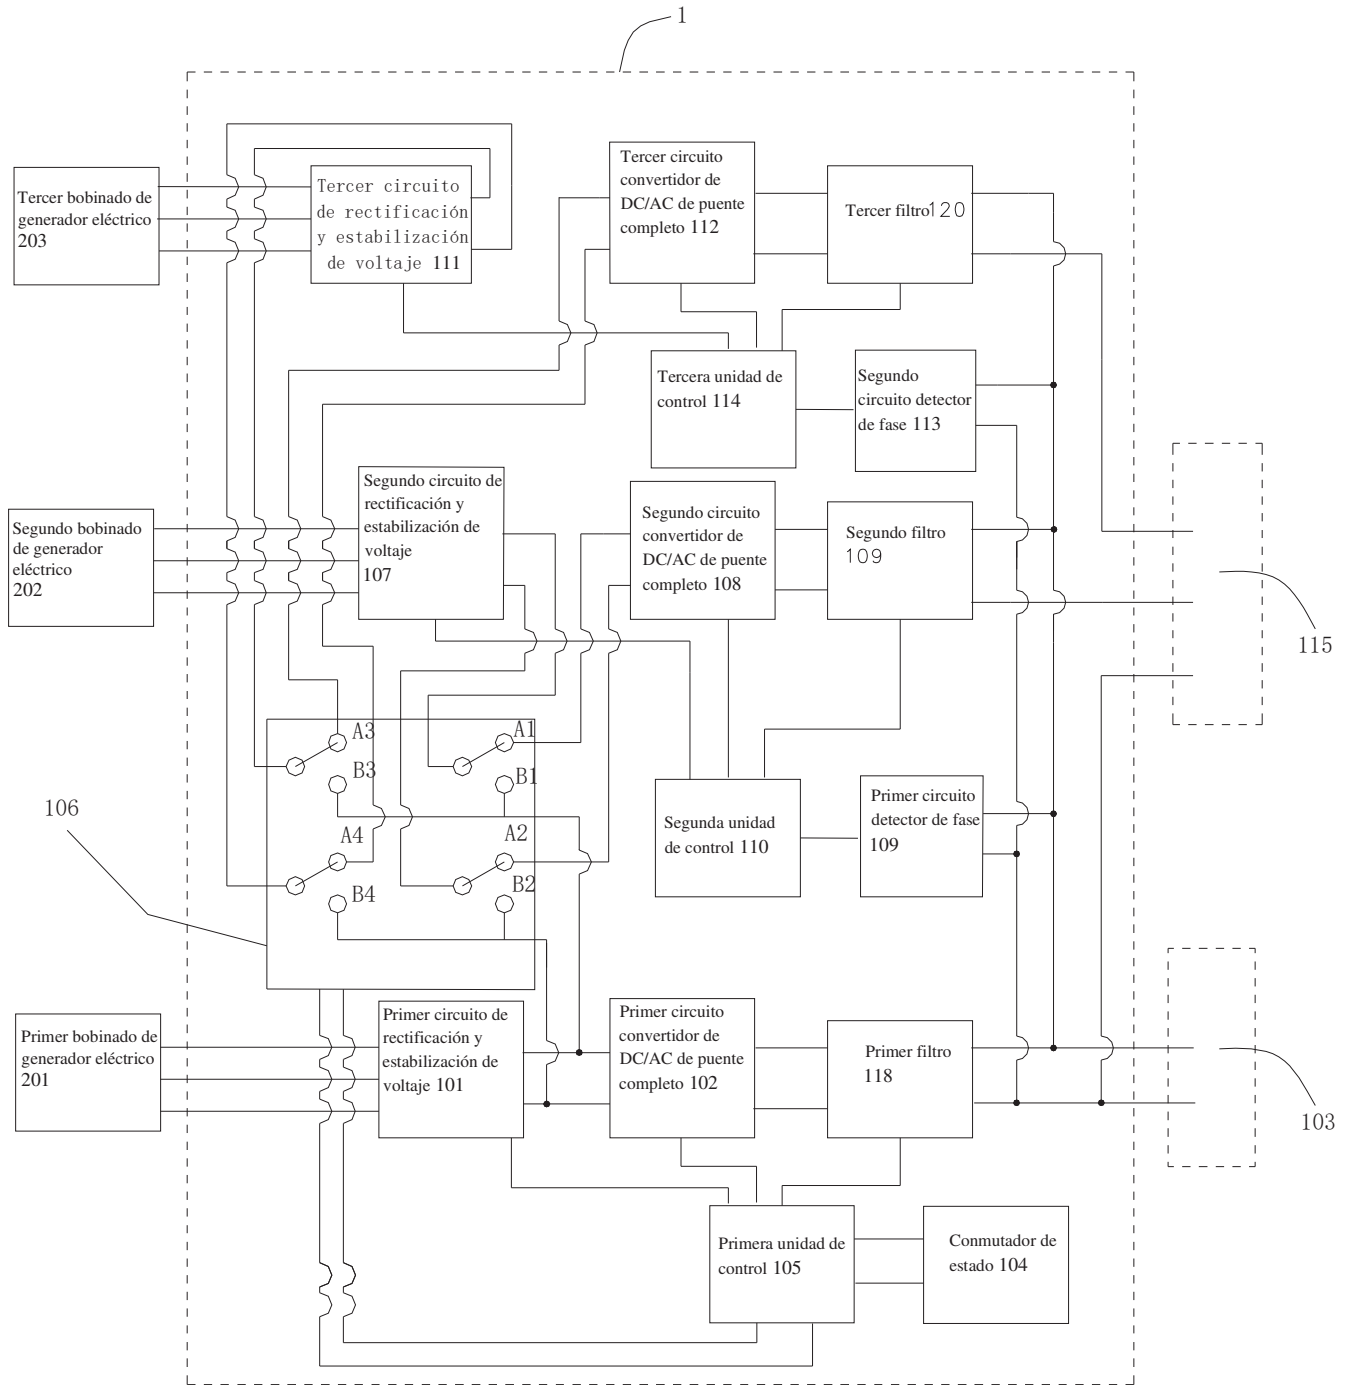 1
Tercer bobinado de
generador eléctrico
203
Tercer circuito
de rectificación
y estabilización
de voltaje 111
Tercer circuito
convertidor de
DC/AC de puente
completo 112
Tercer filtro120
Tercera unidad de
control 114
Segundo
circuito detector
de fase 113
Segundo bobinado
de generador
eléctrico
202
Segundo circuito de
rectificación y
estabilización de
voltaje
107
Segundo circuito
convertidor de
DC/AC de puente
completo 108
Segundo filtro
109
115
A3
A1
B3
B1
106
A4
A2
B4
B2
Segunda unidad
de control 110
Primer circuito
detector de fase
109
Primer bobinado de
generador eléctrico
201
Primer circuito de
rectificación y
estabilización de
voltaje 101
Primer circuito
convertidor de
DC/AC de puente
completo 102
Primer filtro
118
103
Primera unidad de
control 105
Conmutador de
estado 104